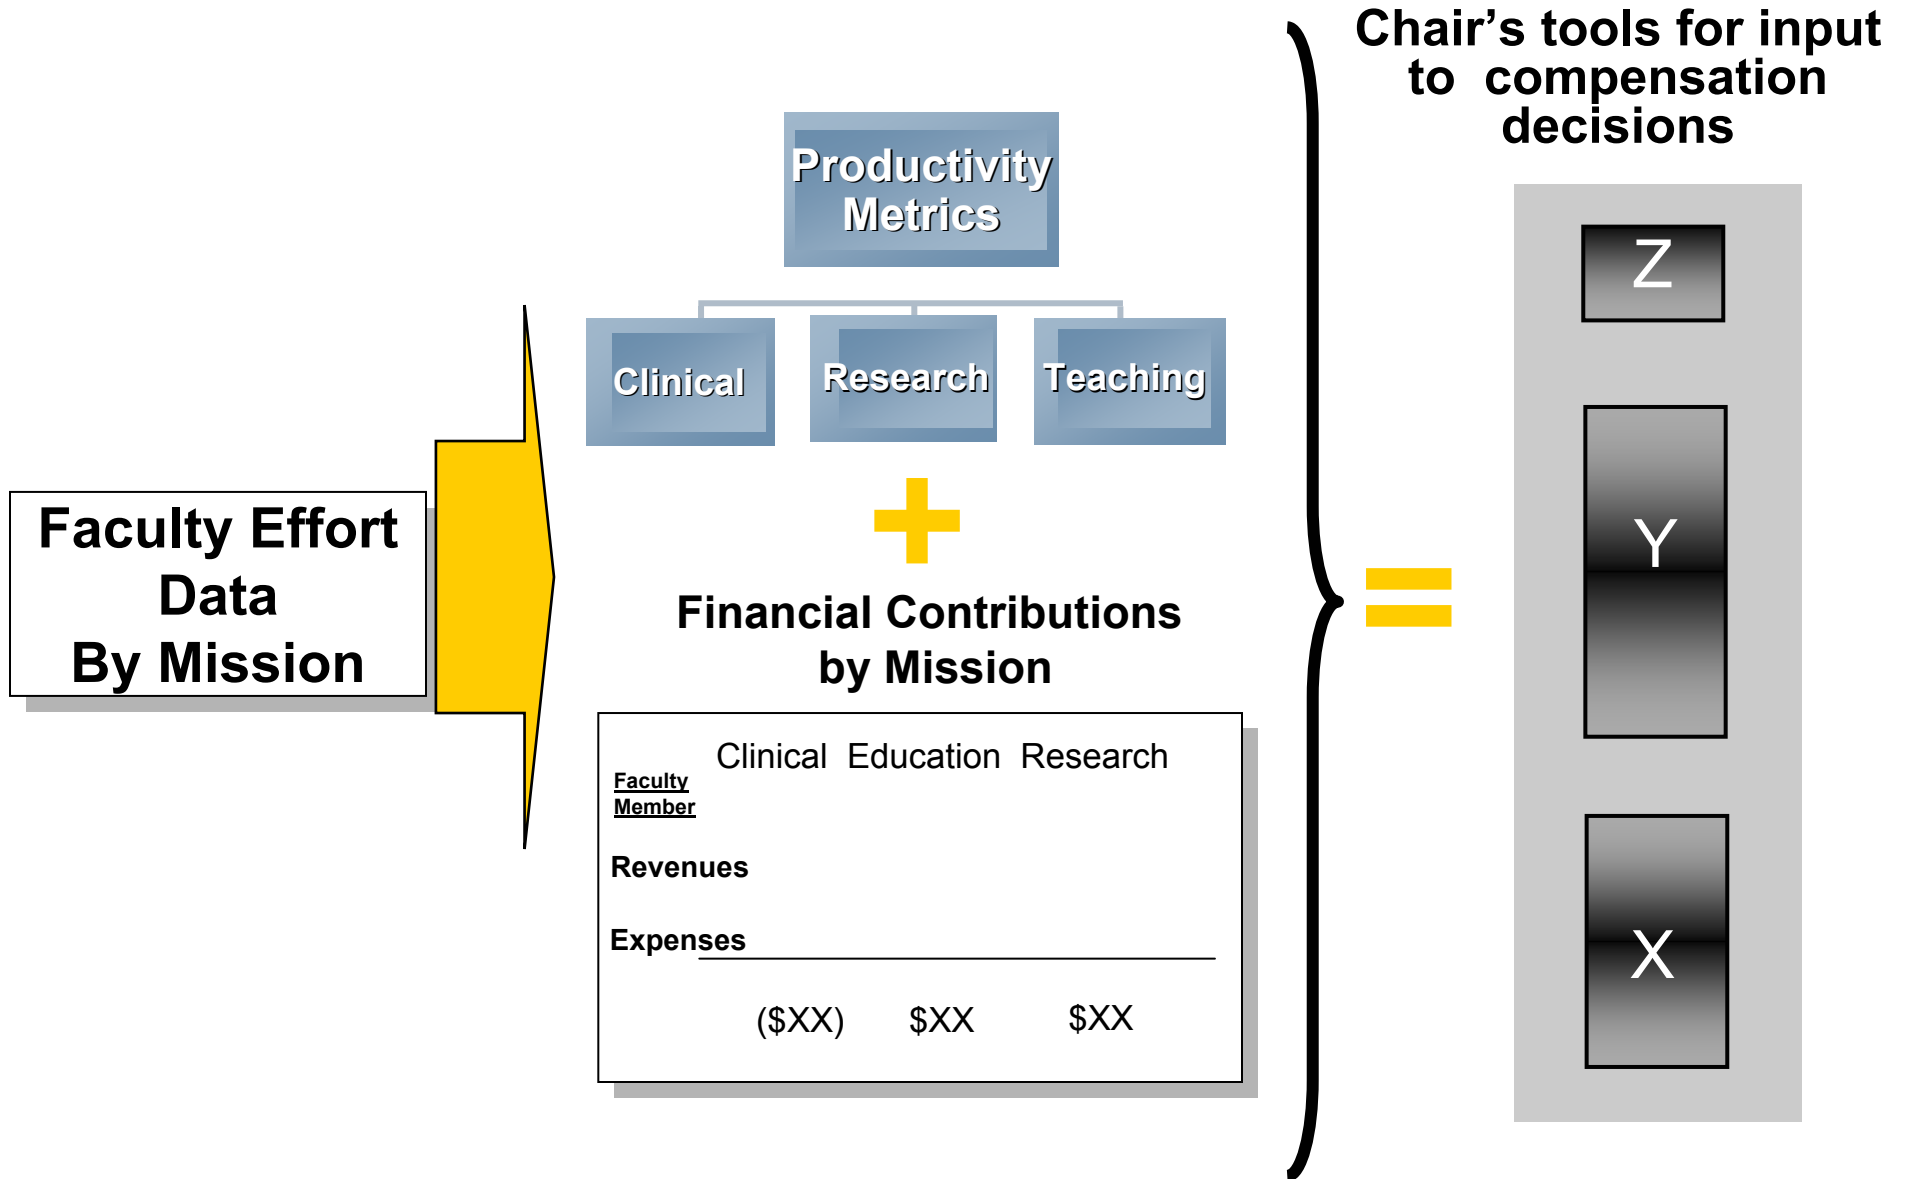 Chair’s tools for input
to compensation
decisions
Productivity
Metrics
Clinical
Research
Teaching
Faculty Effort
Data
By Mission
Financial Contributions
by Mission
Clinical Education Research
Faculty
Member
Revenues
Expenses
($XX) $XX $XX
Z
Y
X